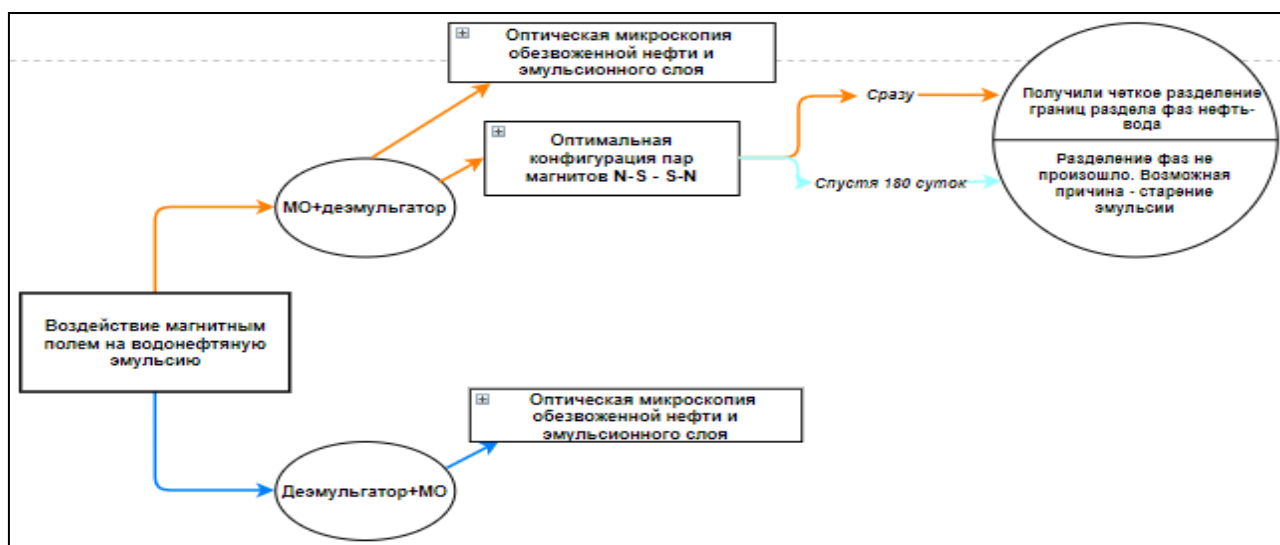 Оптическая микроскопия
обезвоженной нефти и
эмульсионного слоя
Сразу
Получили четкое разделение
границ раздела фаз нефть-
вода
Оптимальная
конфигурация пар
магнитов N-S - S-N
Спустя 180 суток
Разделение фаз не
произошло. Возможная
причина - старение
эмульсии
МО+деэмульгатор
Воздействие магнитным
полем на водонефтяную
эмульсию
Оптическая микроскопия
обезвоженной нефти и
эмульсионного слоя
Деэмульгатор+МО